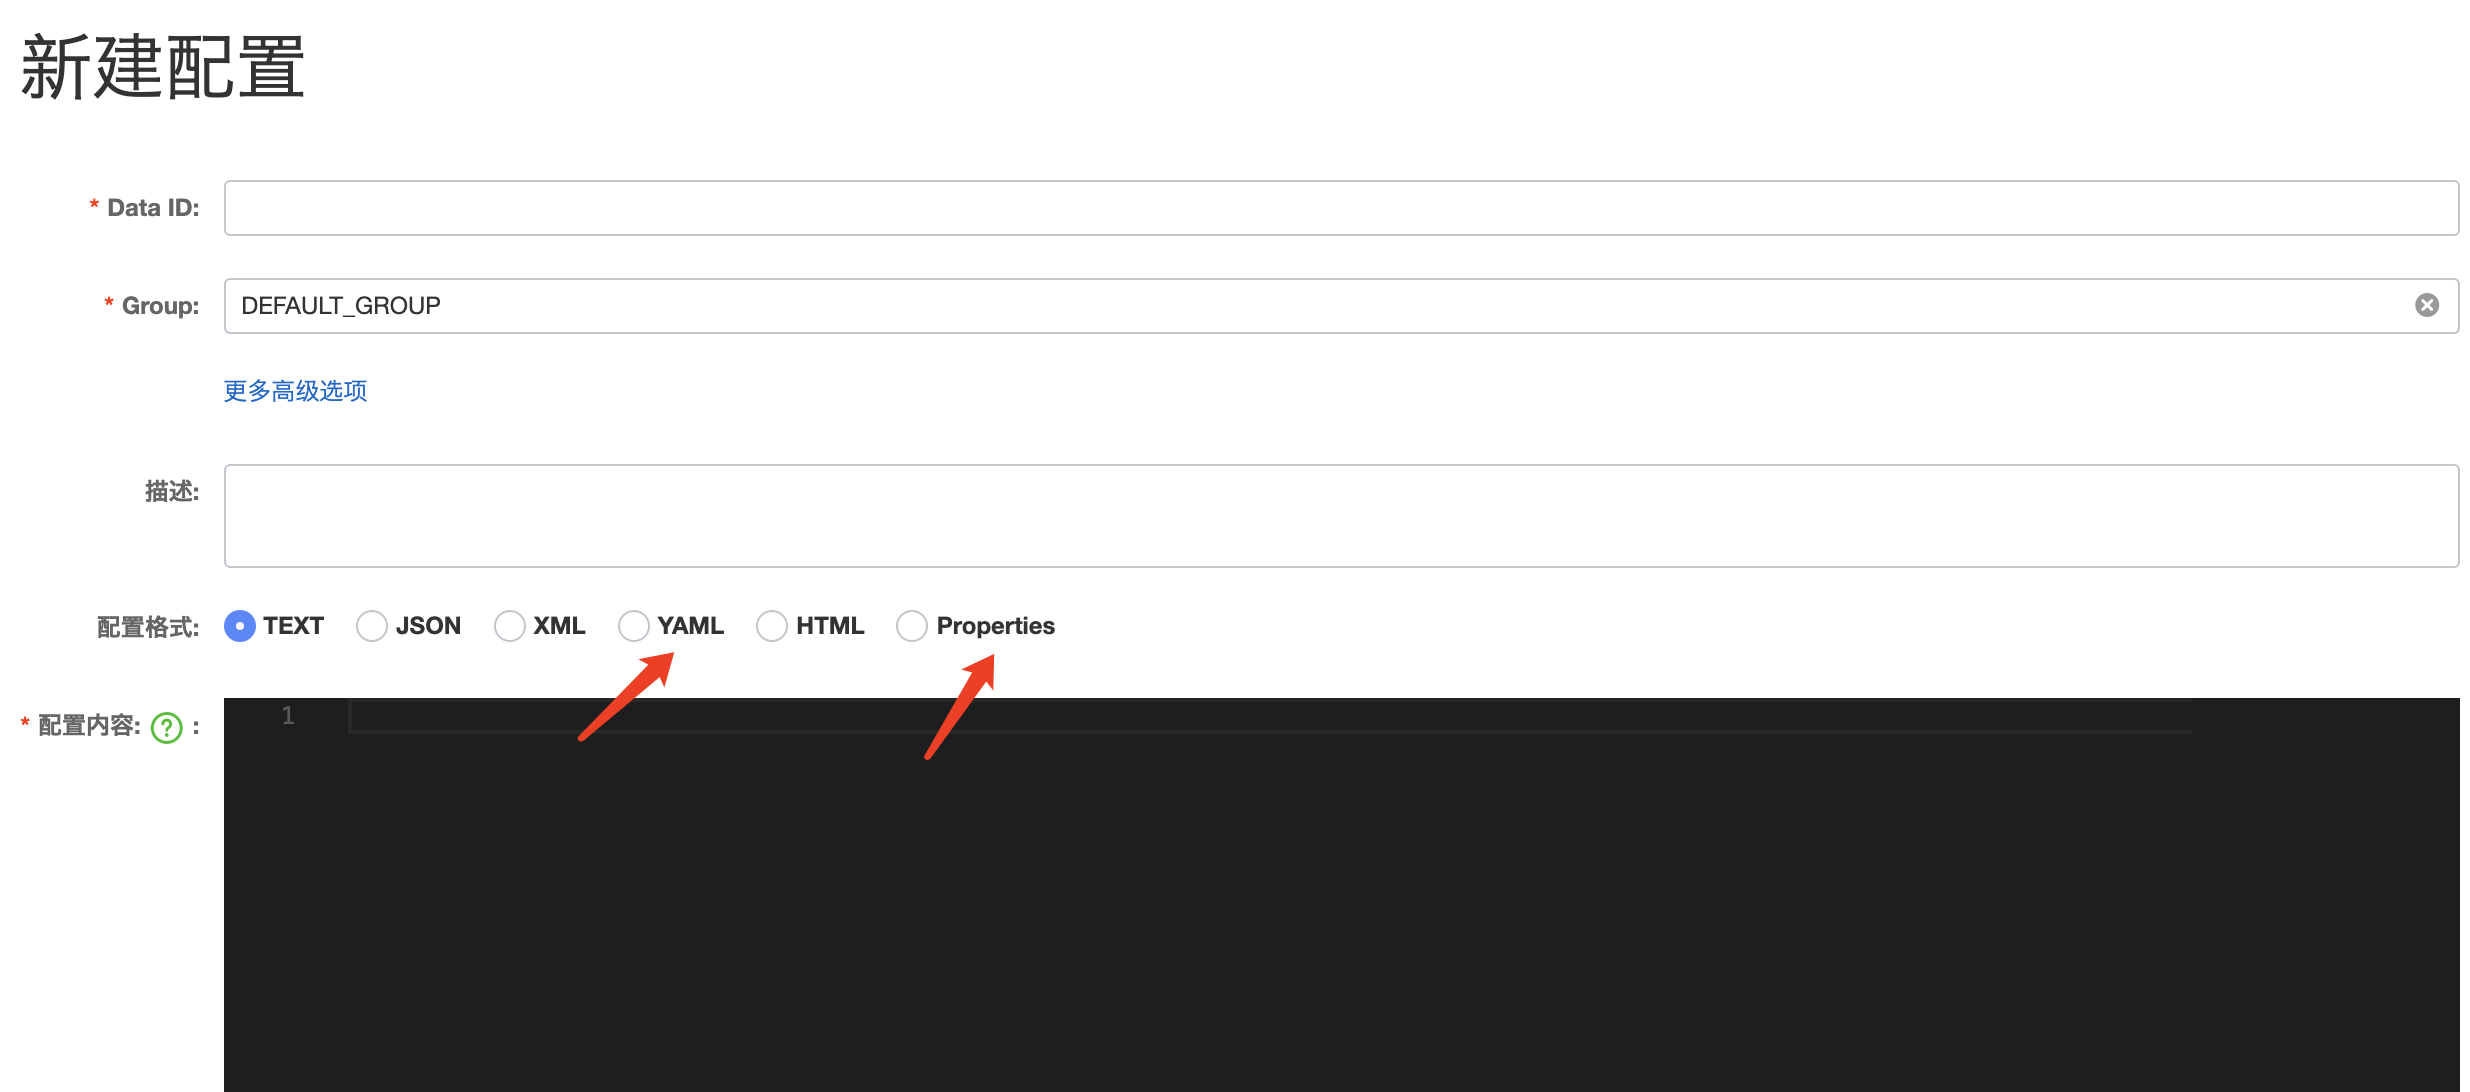 新建配置
* Data ID:
* Group: DEFAULT_GROUP
更多高级选项
描述:
配置格式: TEXT JSON XML YAML HTML Properties
* 配置内容: ? :
1